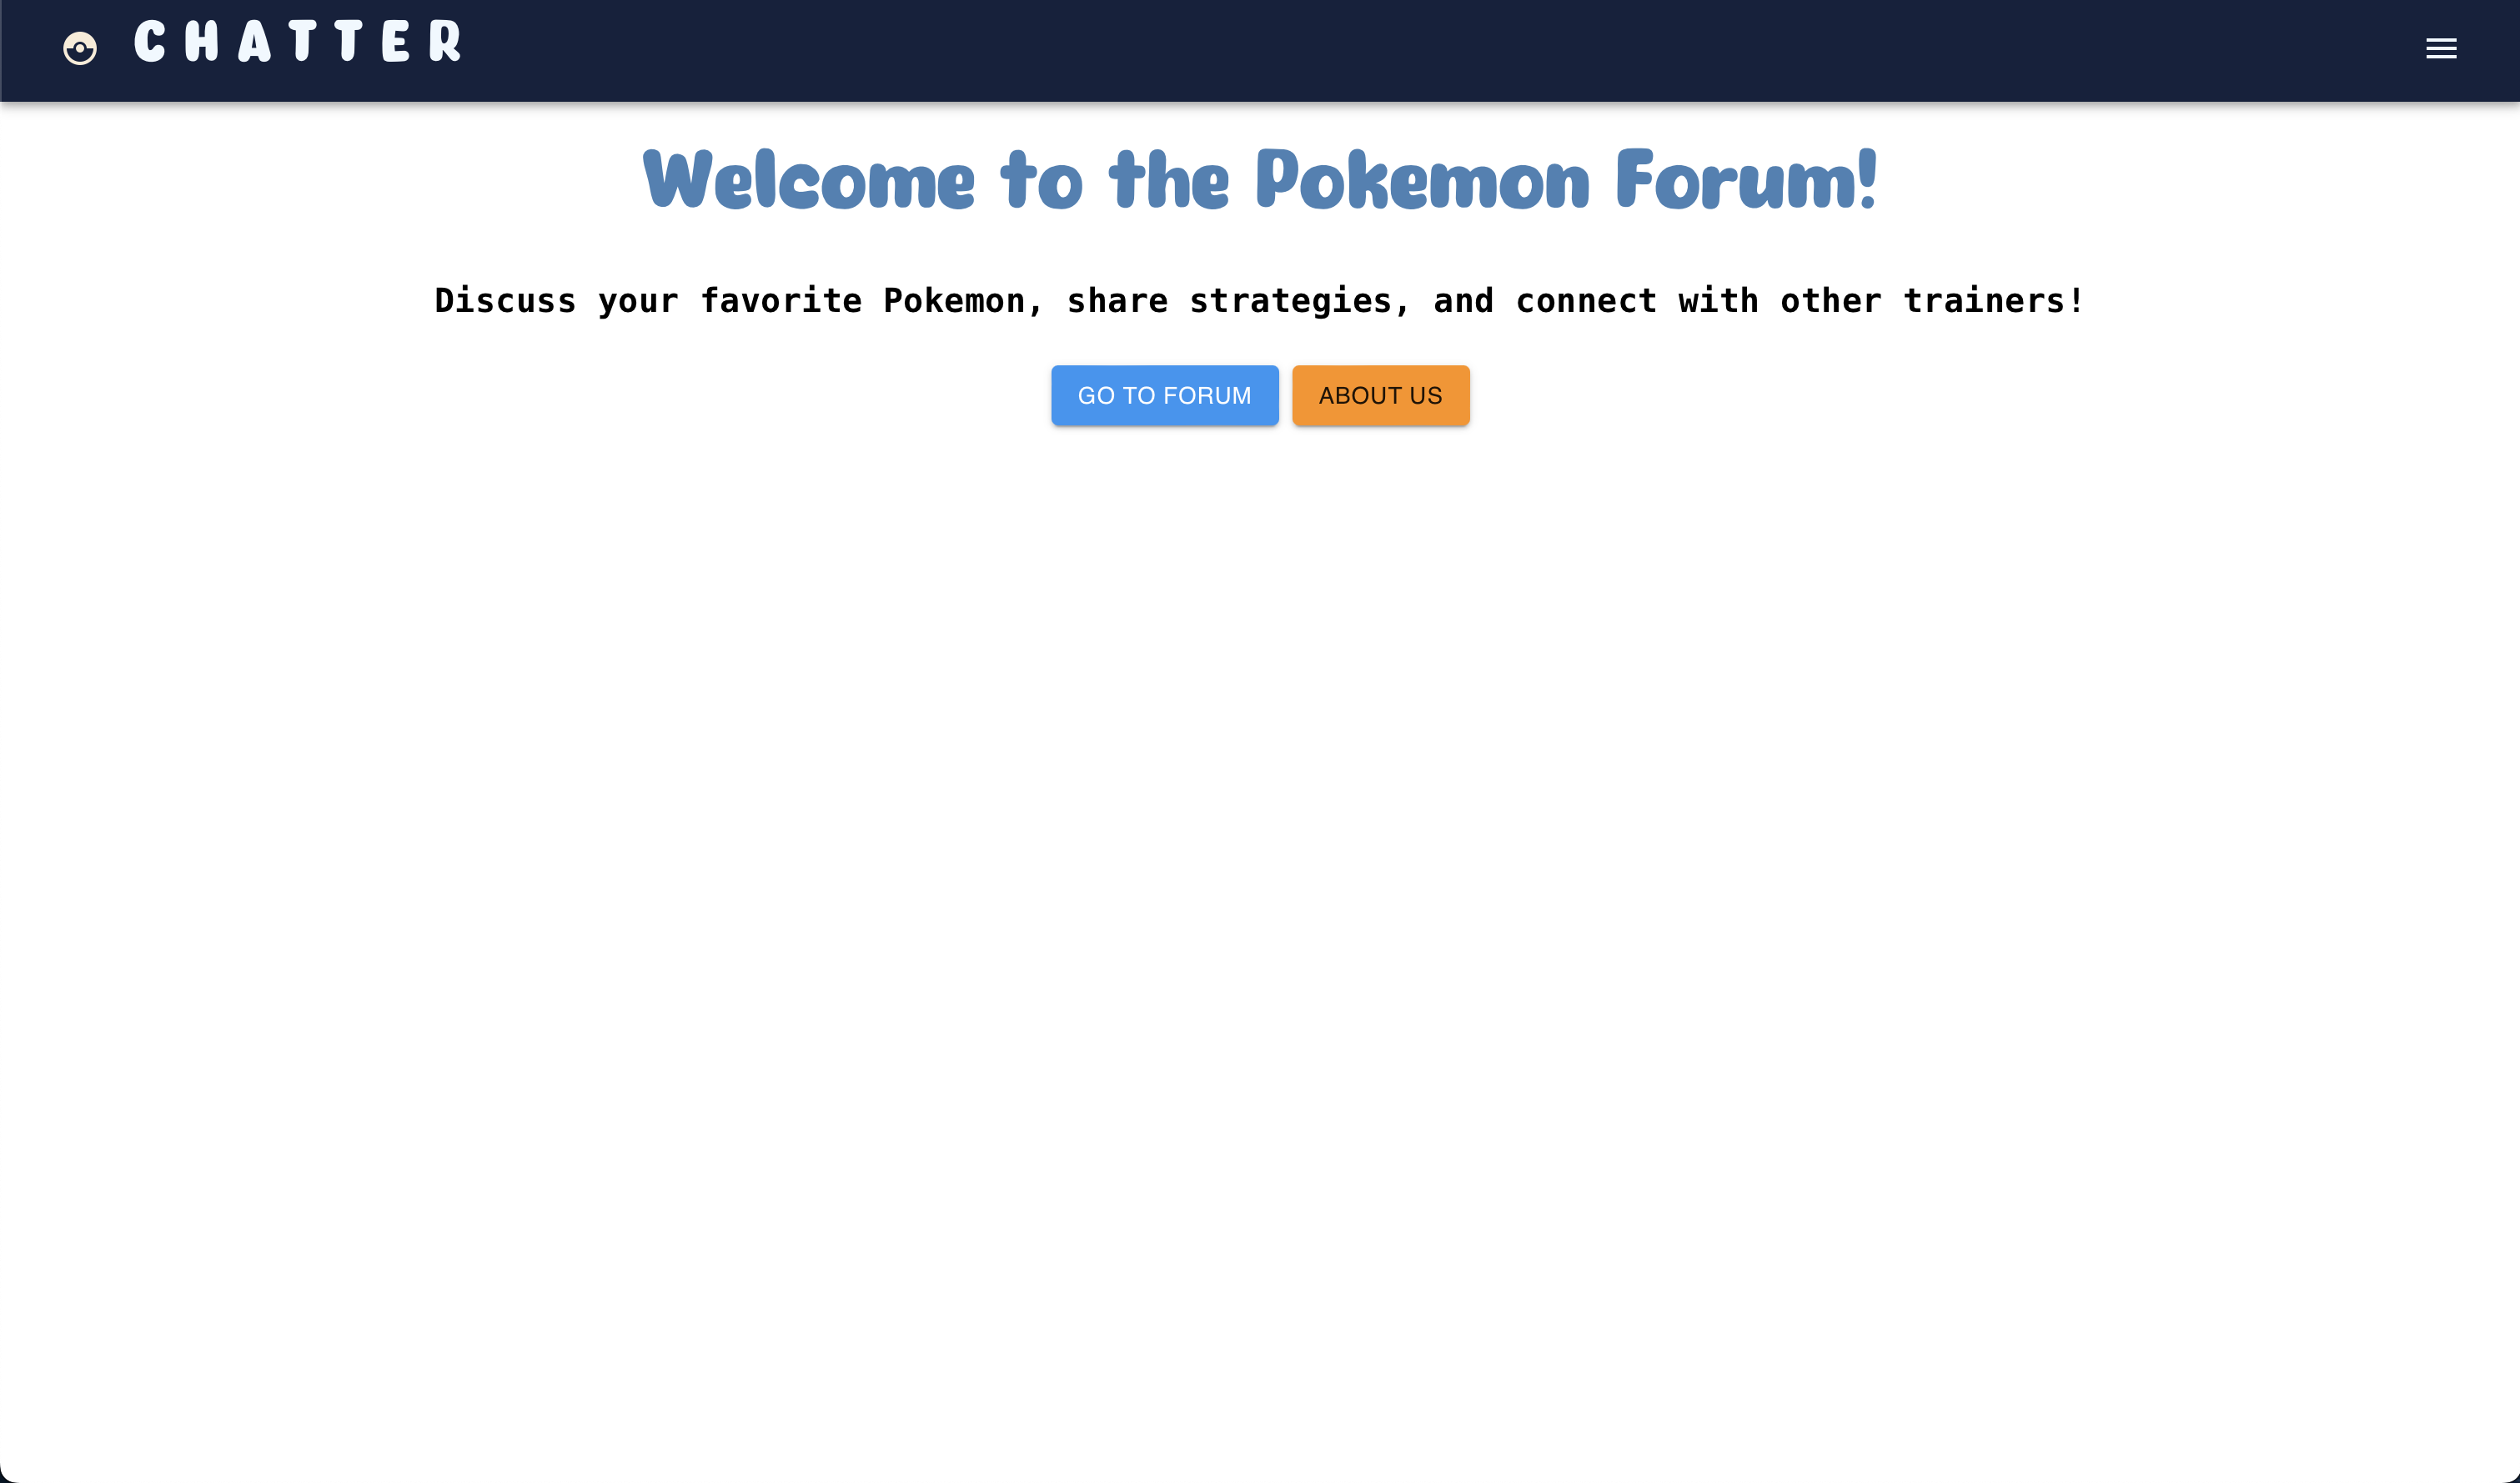 CHATTER
Welcome to the Pokemon Forum!
Discuss your favorite Pokemon, share strategies, and connect with other trainers!
GO TO FORUM
ABOUT US